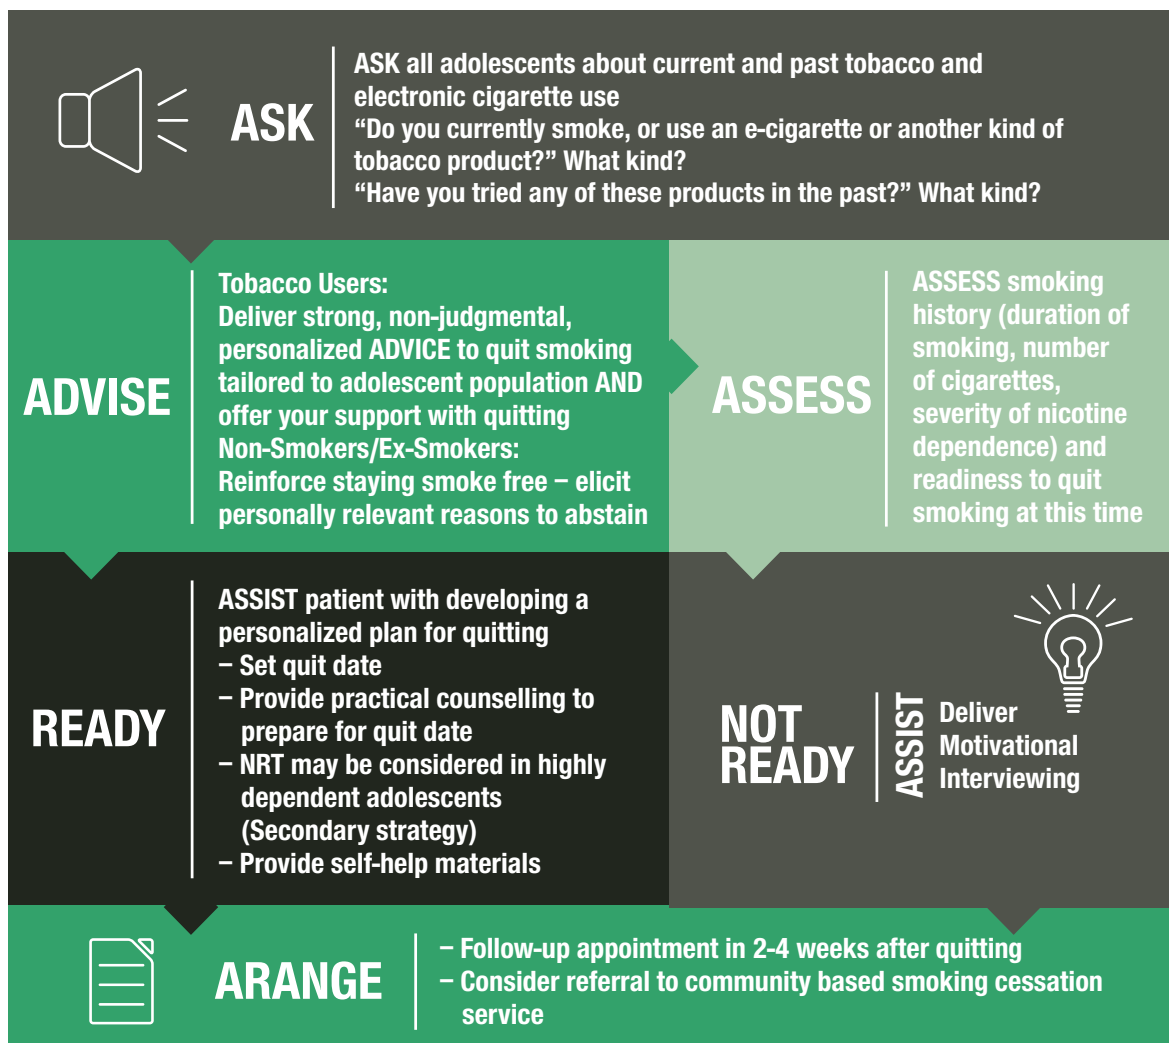 ASK
ASK all adolescents about current and past tobacco and
electronic cigarette use
“Do you currently smoke, or use an e-cigarette or another kind of
tobacco product?” What kind?
“Have you tried any of these products in the past?” What kind?
ADVISE
Tobacco Users:
Deliver strong, non-judgmental,
personalized ADVICE to quit smoking
tailored to adolescent population AND
offer your support with quitting
Non-Smokers/Ex-Smokers:
Reinforce staying smoke free – elicit
personally relevant reasons to abstain
ASSESS
ASSESS smoking
history (duration of
smoking, number
of cigarettes,
severity of nicotine
dependence) and
readiness to quit
smoking at this time
READY
ASSIST patient with developing a
personalized plan for quitting
– Set quit date
– Provide practical counselling to
prepare for quit date
– NRT may be considered in highly
dependent adolescents
(Secondary strategy)
– Provide self-help materials
NOT
READY
ASSIST
Deliver
Motivational
Interviewing
ARANGE
– Follow-up appointment in 2-4 weeks after quitting
– Consider referral to community based smoking cessation
service